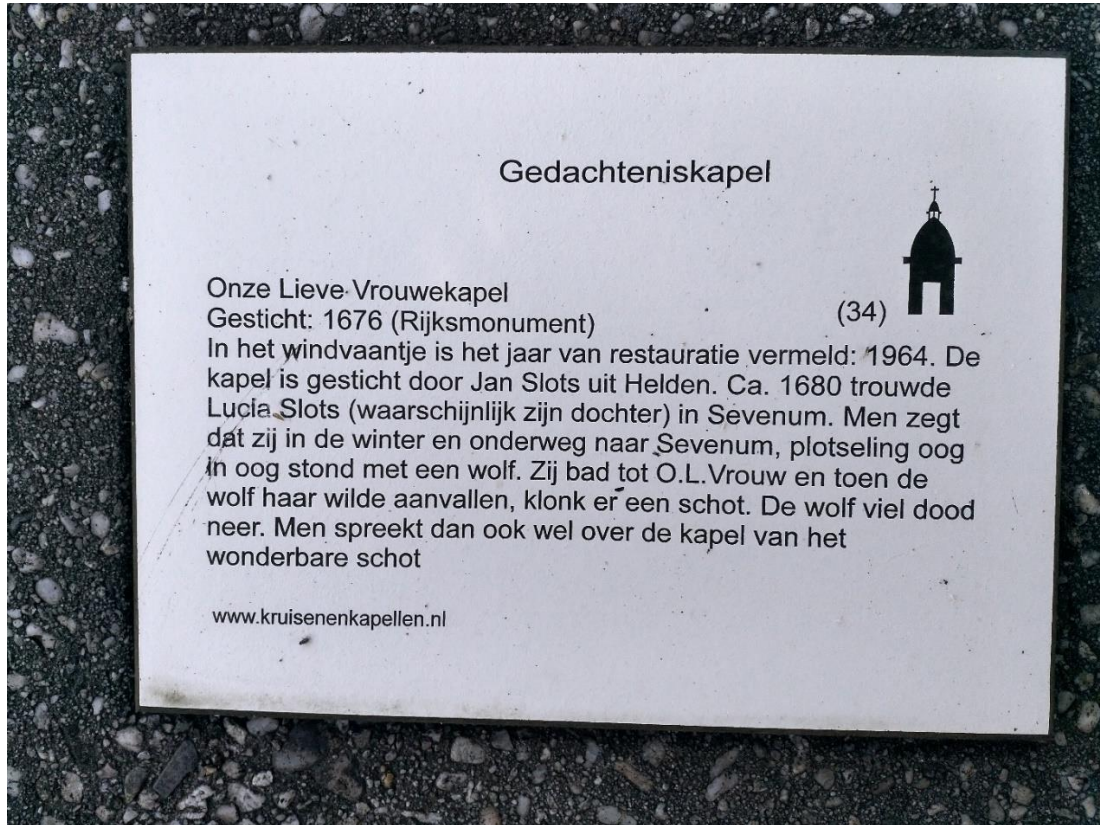 Gedachteniskapel
Onze Lieve Vrouwekapel
Gesticht: 1676 (Rijksmonument)
(34)
In het windvaantje is het jaar van restauratie vermeld: 1964. De
kapel is gesticht door Jan Slots uit Helden. Ca. 1680 trouwde
Lucia Slots (waarschijnlijk zijn dochter) in Sevenum. Men zegt
dat zij in de winter en onderweg naar Sevenum, plotseling oog
in oog stond met een wolf. Zij bad tot O.L.Vrouw en toen de
wolf haar wilde aanvallen, klonk er een schot. De wolf viel dood
neer. Men spreekt dan ook wel over de kapel van het
wonderbare schot
www.kruisenenkapellen.nl